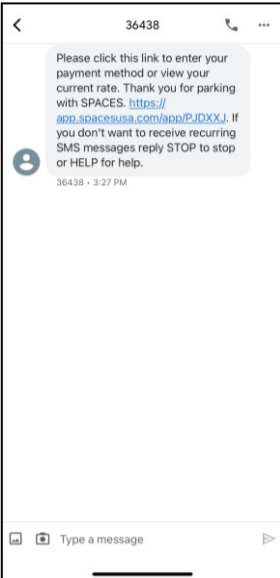 36438
Please click this link to enter your
payment method or view your
current rate. Thank you for parking
with SPACES. https://
app.spacesusa.com/app/PJDXXJ. If
you don't want to receive recurring
SMS messages reply STOP to stop
or HELP for help.
36438 • 3:27 PM
Type a message